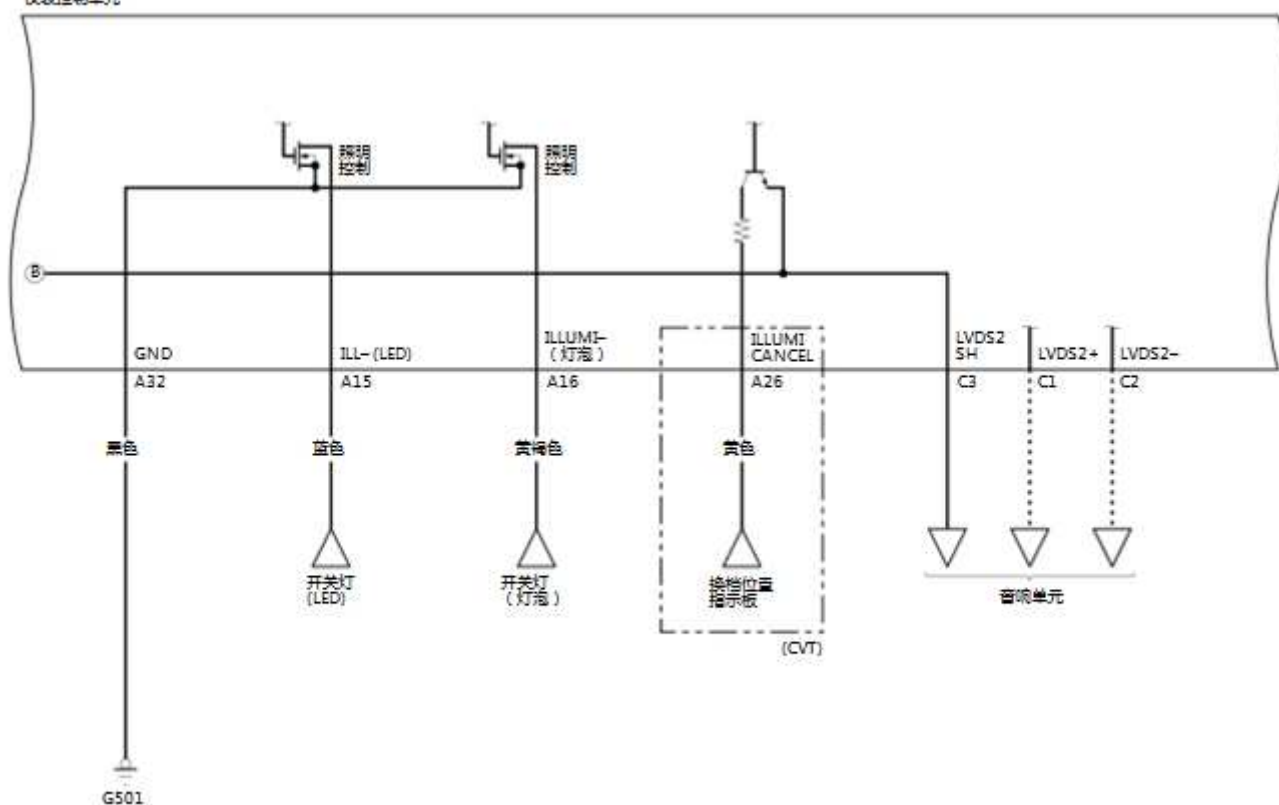 照明
控制
照明
控制
B
GND
ILL– (LED)
ILLUMI–
（灯泡）
ILLUMI
CANCEL
LVDS2
SH
LVDS2+
LVDS2–
A32
A15
A16
A26
C3
C1
C2
黑色
蓝色
黄褐色
黄色
开关灯
(LED)
开关灯
（灯泡）
换档位置
指示板
音响单元
(CVT)
G501